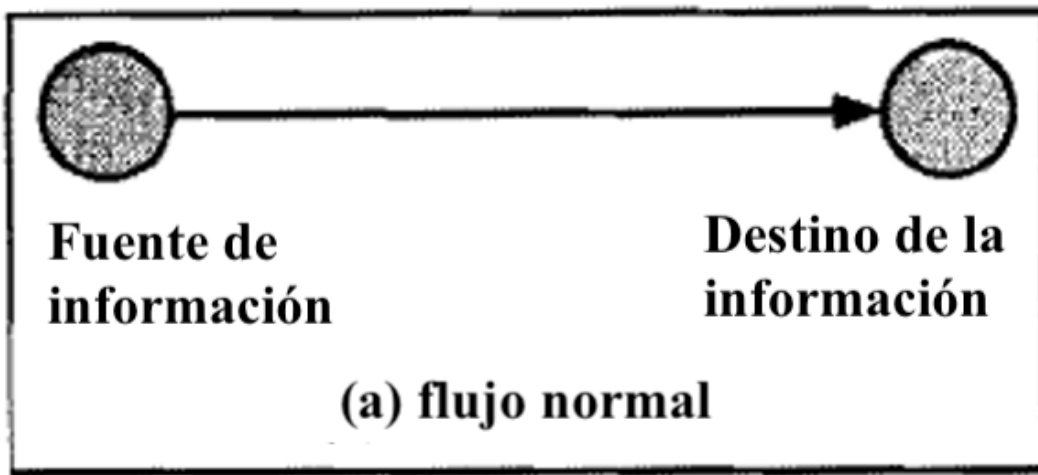 Fuente de
información
Destino de la
información
(a) flujo normal